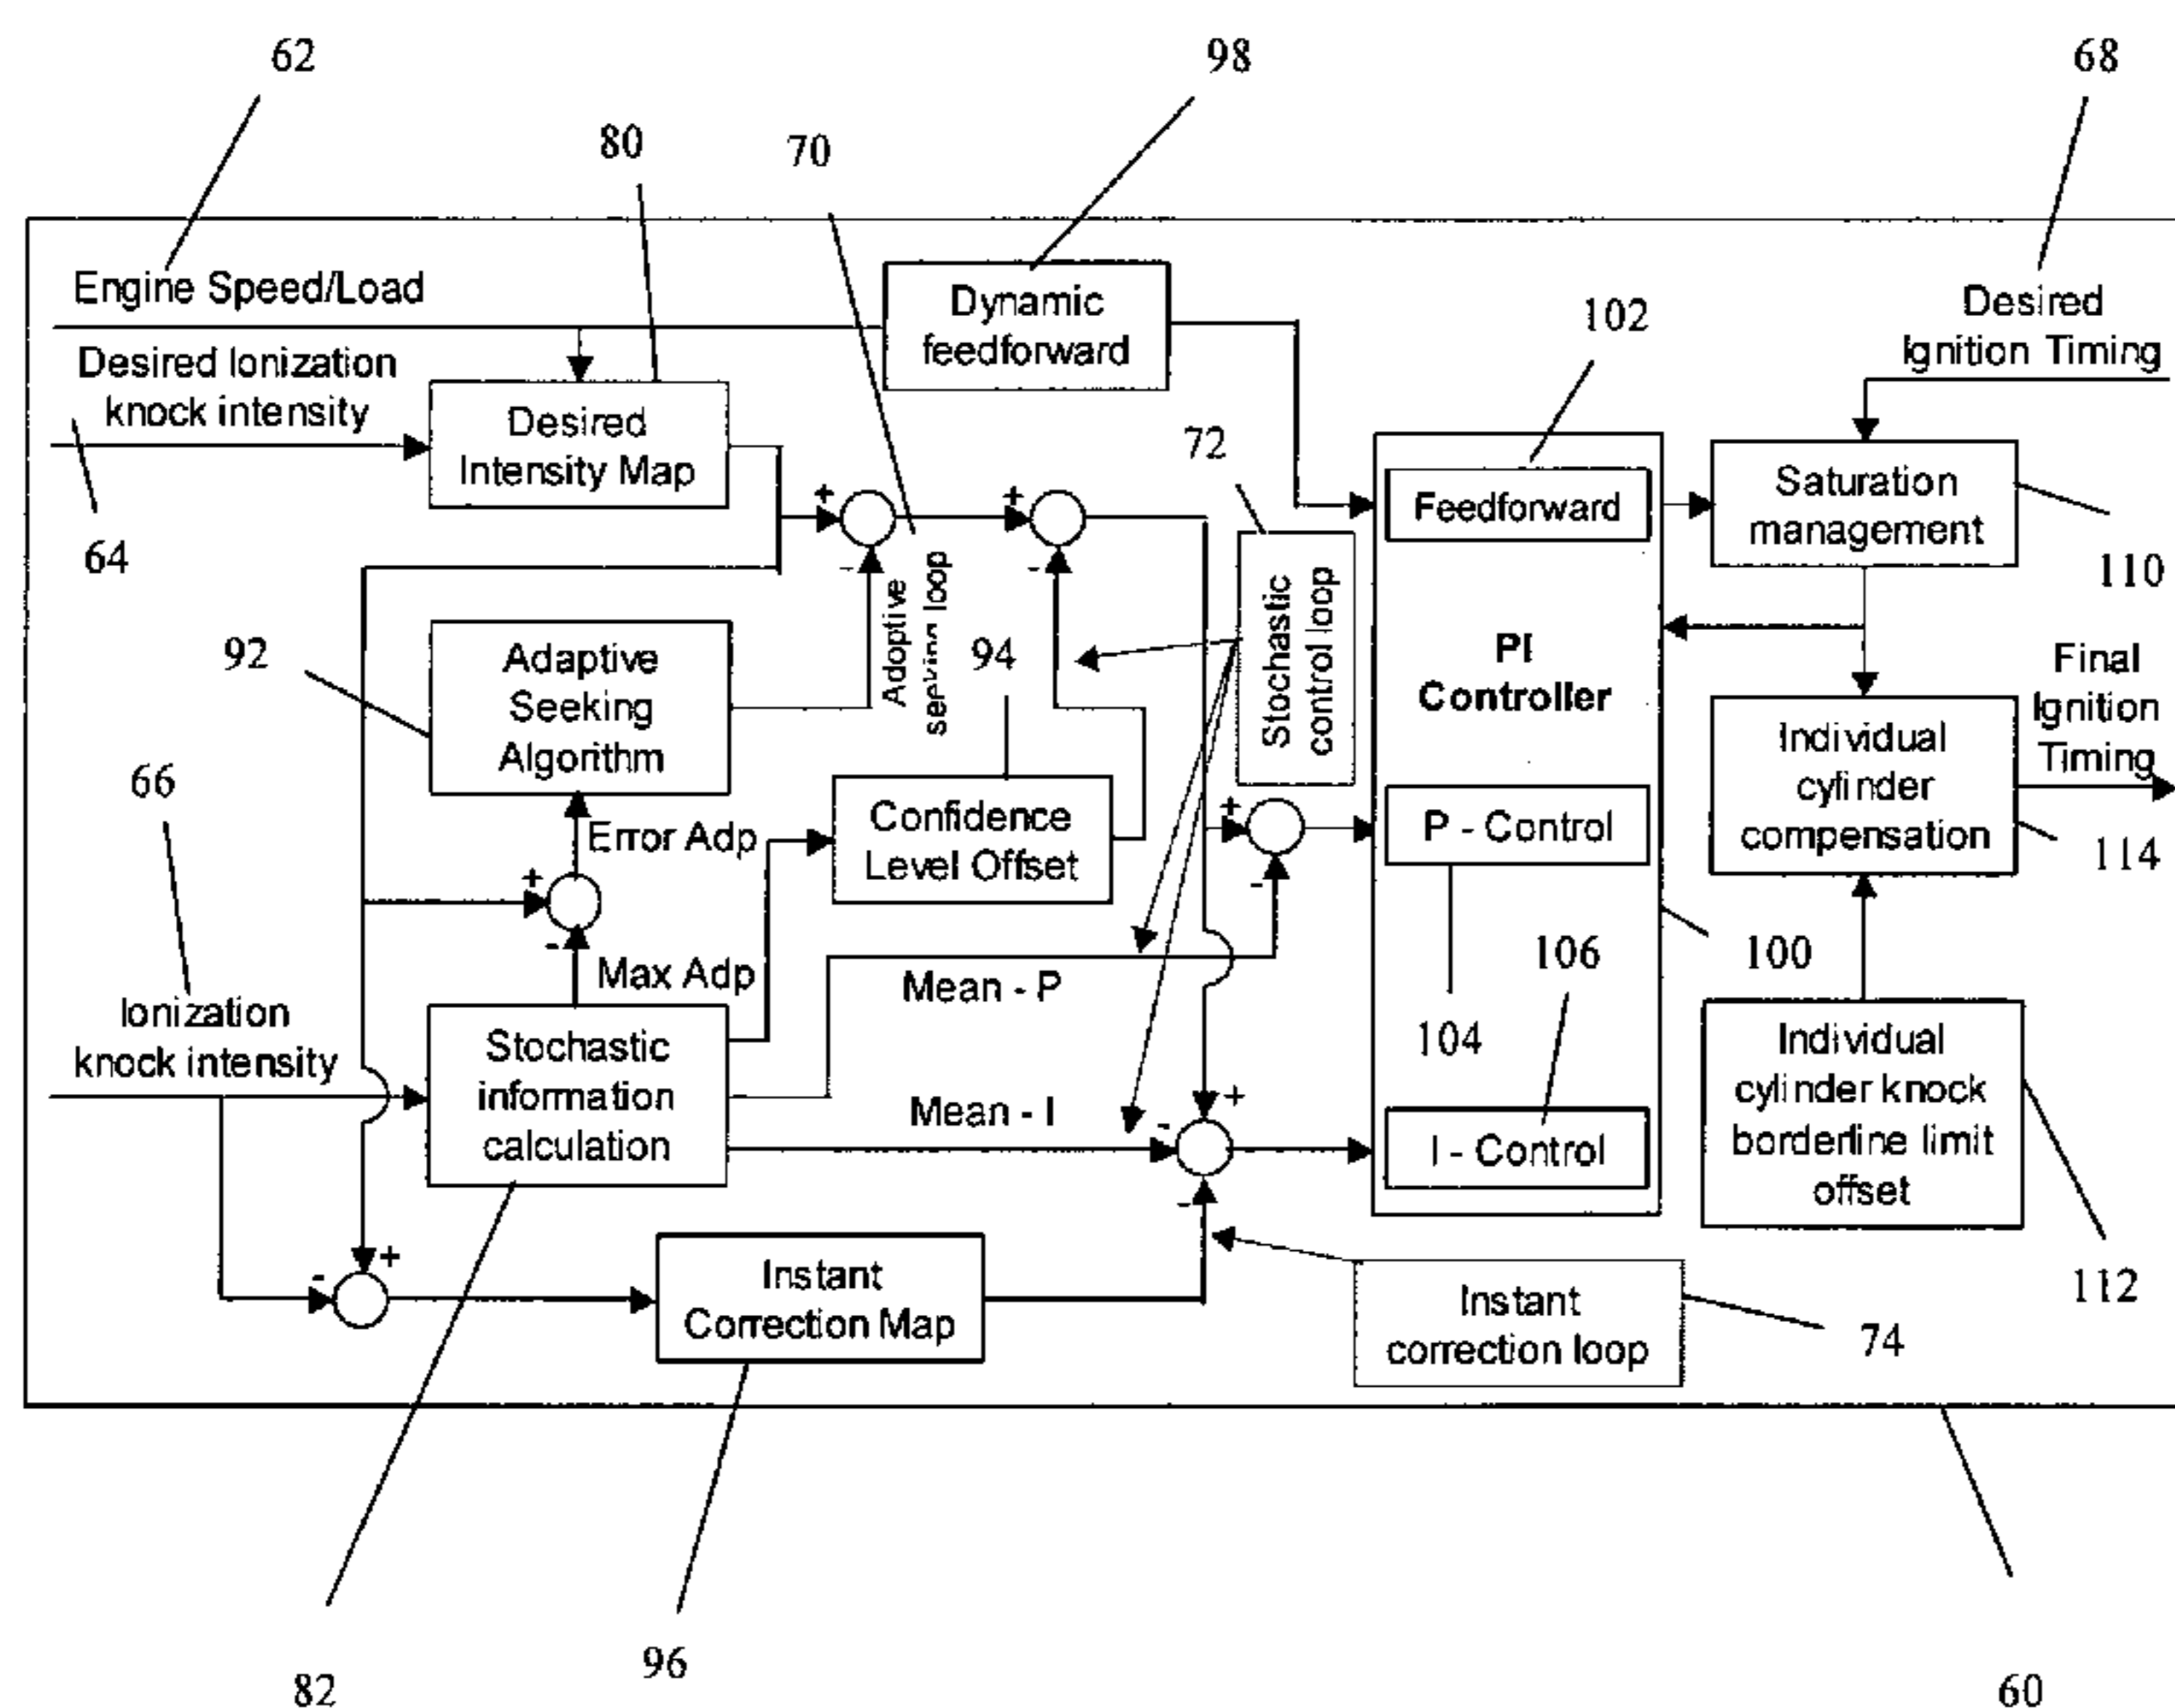 62
98
68
80
70
Engine Speed/Load
Dynamic
feedforward
Desired
Ignition Timing
102
Desired Ionization
knock intensity
Desired
Intensity Map
72
+
+
Feedforward
Saturation
management
64
-
-
110
Adoptive
seeking loop
Stochastic
control loop
92
Adaptive
Seeking
Algorithm
94
PI
Controller
Final
Ignition
Timing
Individual
cylinder
compensation
66
Error Adp
Confidence
Level Offset
+
P - Control
114
+
-
-
Max Adp
Mean - P
106
100
Ionization
knock intensity
Stochastic
information
calculation
104
Individual
cylinder knock
borderline limit
offset
Mean - I
+
-
I - Control
-
+
-
Instant
Correction Map
Instant
correction loop
112
74
96
82
60